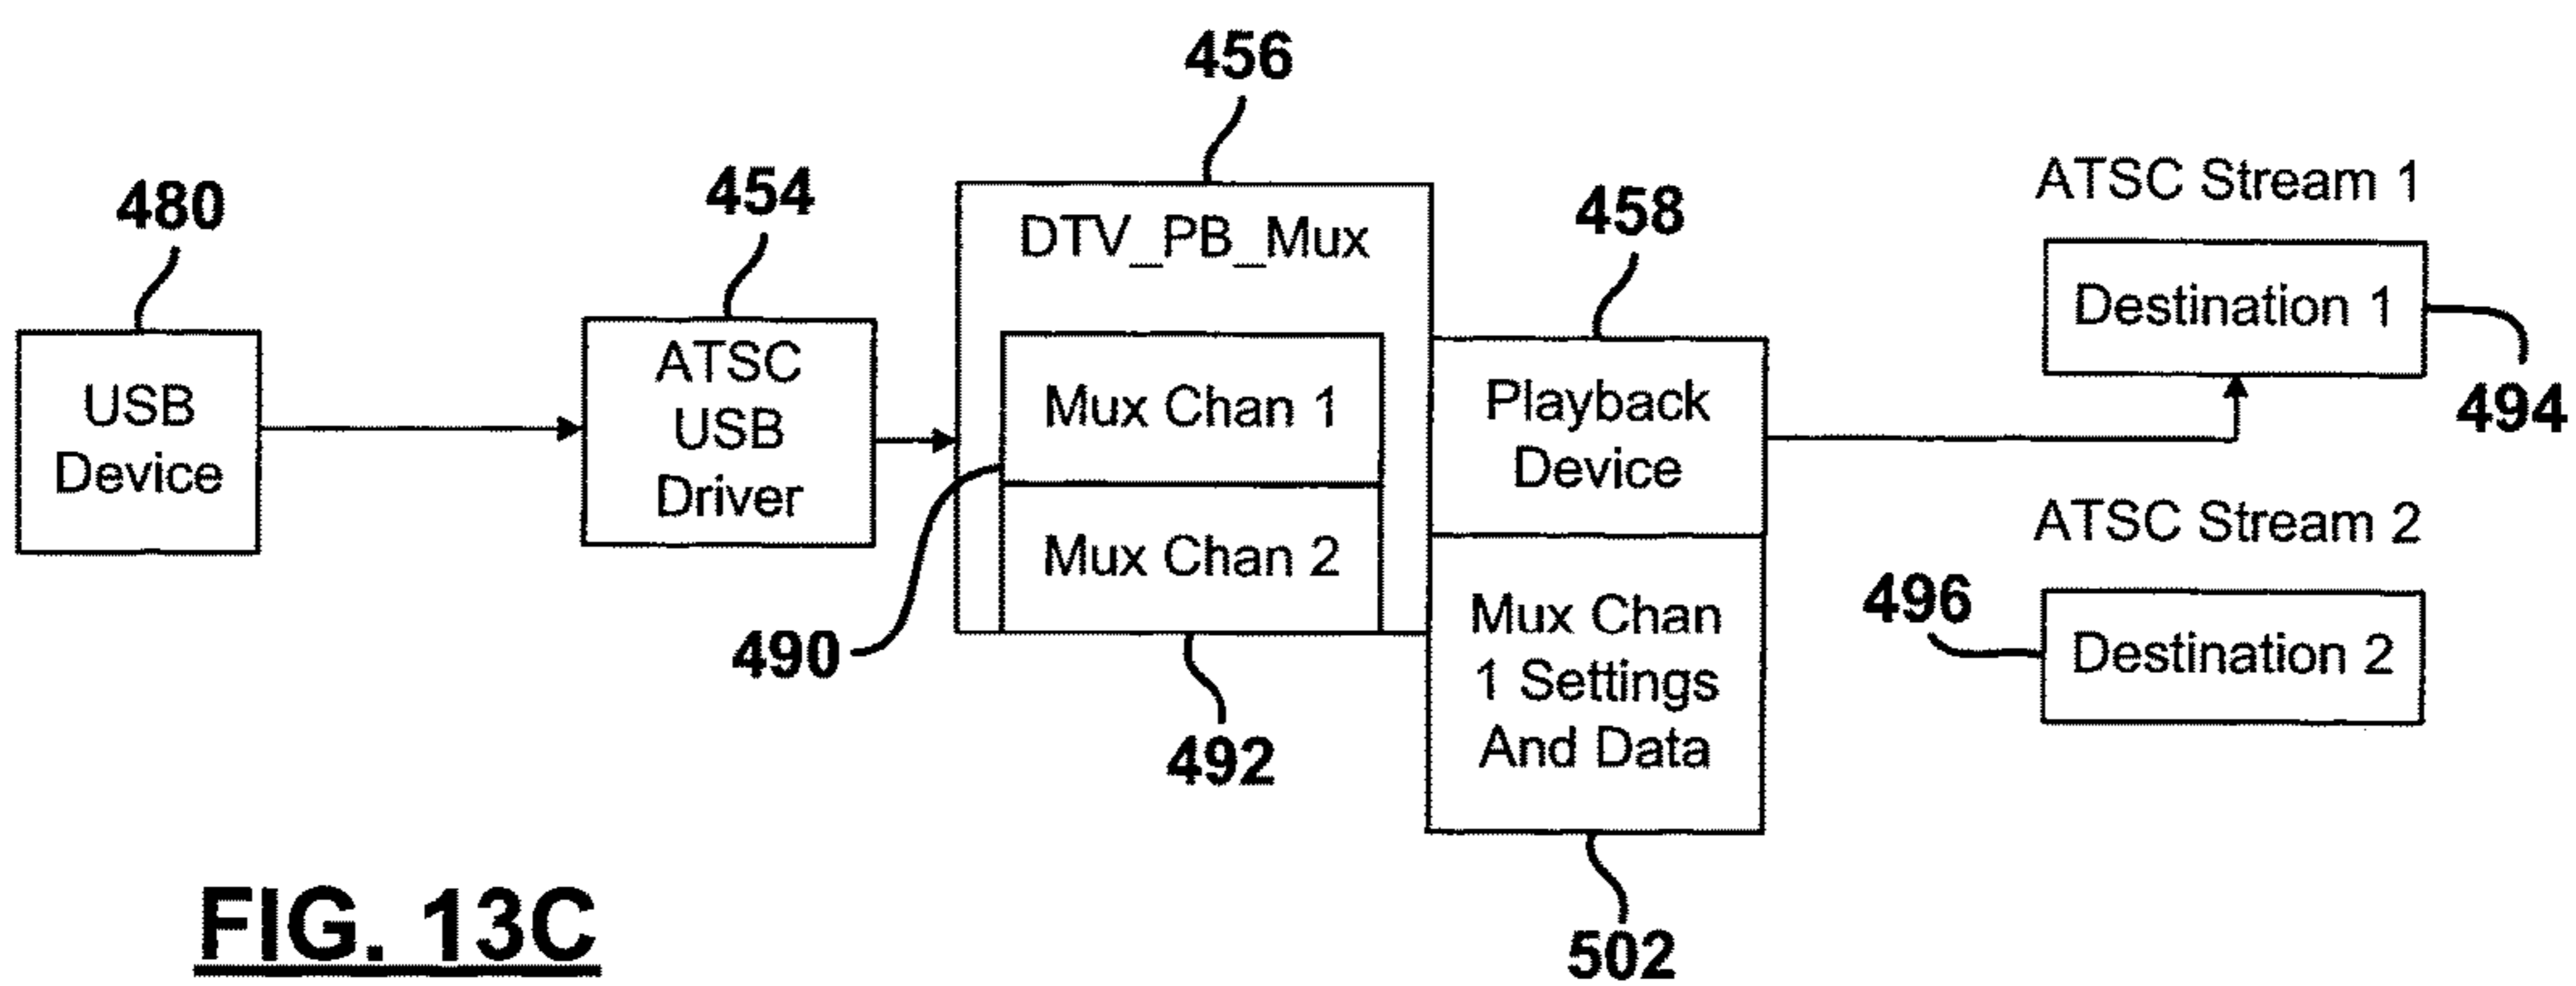 456
480
454
DTV_PB_Mux
458
ATSC Stream 1
Destination 1
494
USB
Device
ATSC
USB
Driver
Mux Chan 1
Mux Chan 2
490
492
Playback
Device
Mux Chan
1 Settings
And Data
502
ATSC Stream 2
496
Destination 2
FIG. 13C